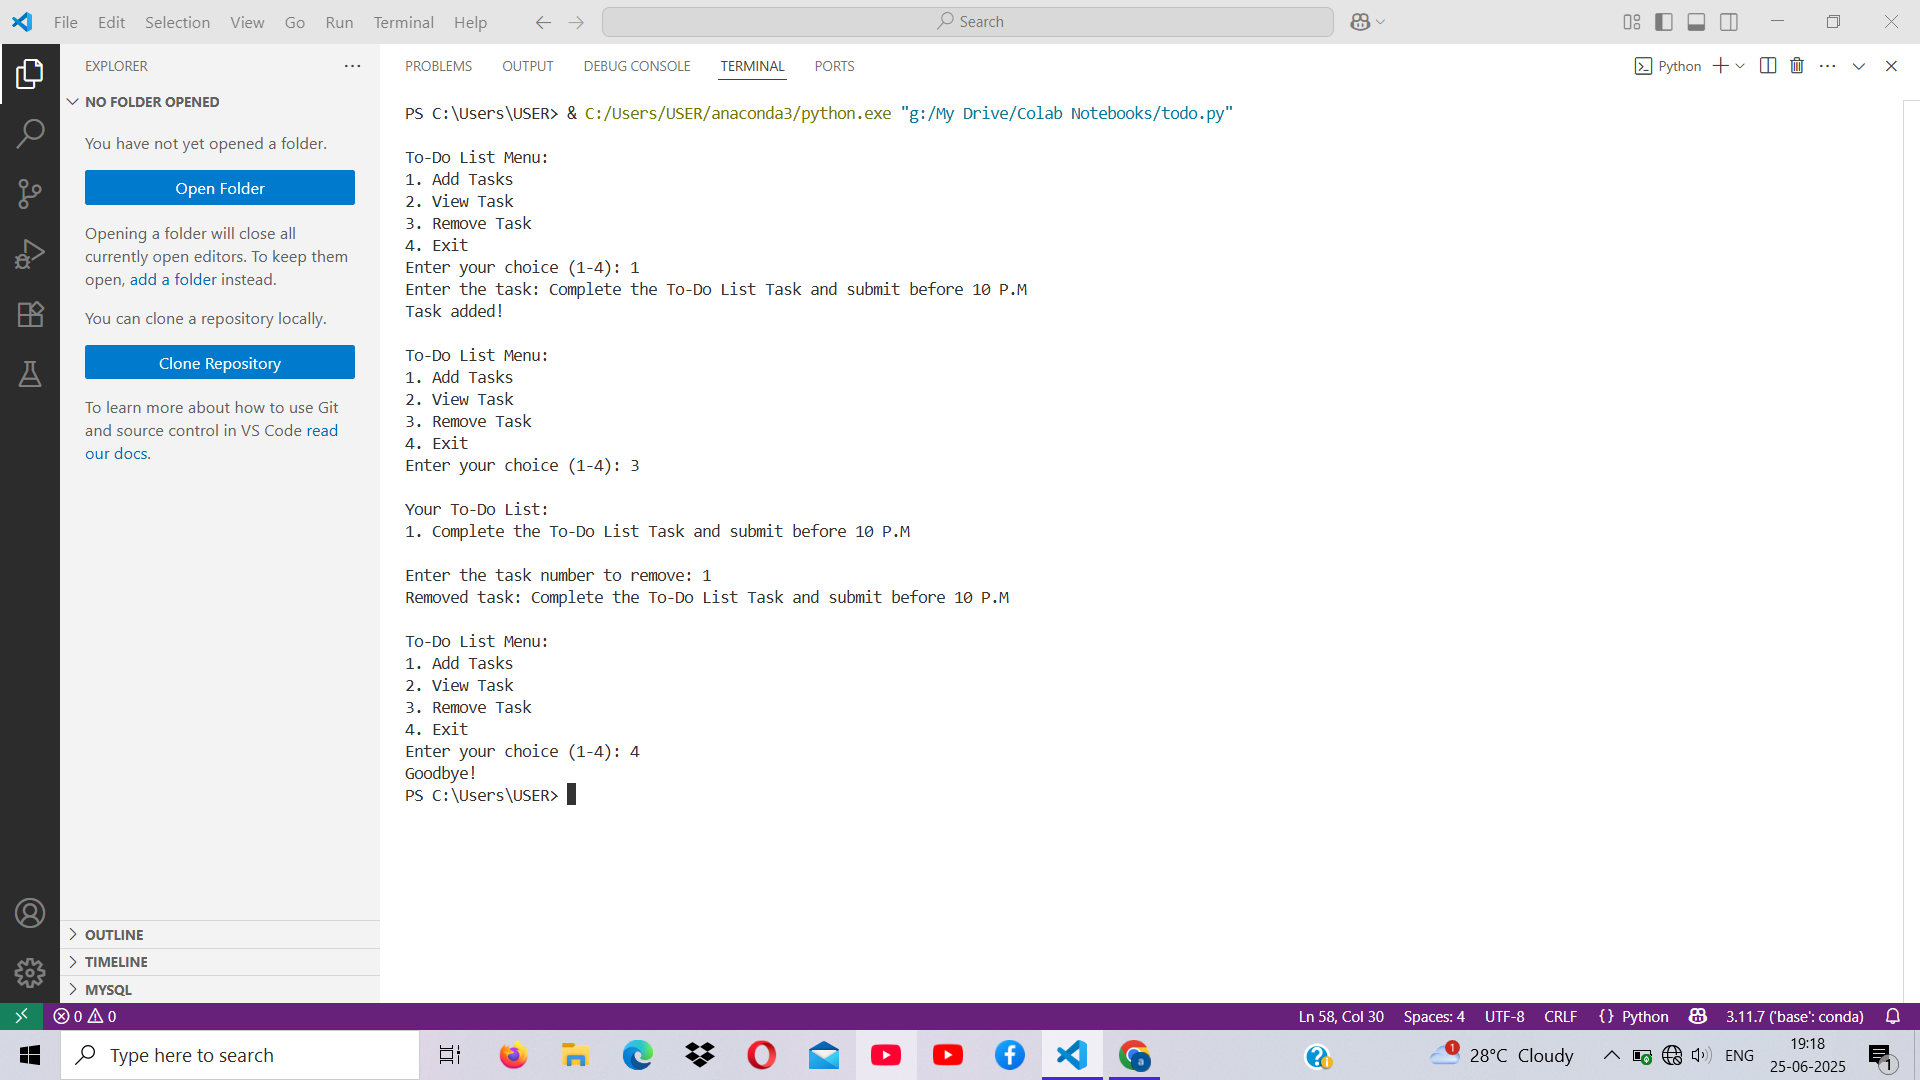 File Edit Selection View Go Run Terminal Help
Search
EXPLORER
NO FOLDER OPENED
You have not yet opened a folder.
Open Folder
Opening a folder will close all
currently open editors. To keep them
open, add a folder instead.
You can clone a repository locally.
Clone Repository
To learn more about how to use Git
and source control in VS Code read
our docs.
OUTLINE
TIMELINE
MYSQL
PROBLEMS OUTPUT DEBUG CONSOLE TERMINAL PORTS
Python
PS C:\Users\USER> & C:/Users/USER/anaconda3/python.exe "g:/My Drive/Colab Notebooks/todo.py"
To-Do List Menu:
1. Add Tasks
2. View Task
3. Remove Task
4. Exit
Enter your choice (1-4): 1
Enter the task: Complete the To-Do List Task and submit before 10 P.M
Task added!
To-Do List Menu:
1. Add Tasks
2. View Task
3. Remove Task
4. Exit
Enter your choice (1-4): 3
Your To-Do List:
1. Complete the To-Do List Task and submit before 10 P.M
Enter the task number to remove: 1
Removed task: Complete the To-Do List Task and submit before 10 P.M
To-Do List Menu:
1. Add Tasks
2. View Task
3. Remove Task
4. Exit
Enter your choice (1-4): 4
Goodbye!
PS C:\Users\USER>
0 0
Ln 58, Col 30 Spaces: 4 UTF-8 CRLF {} Python 3.11.7 ('base': conda)
Type here to search
a
1
28°C Cloudy
ENG
19:18
25-06-2025
1